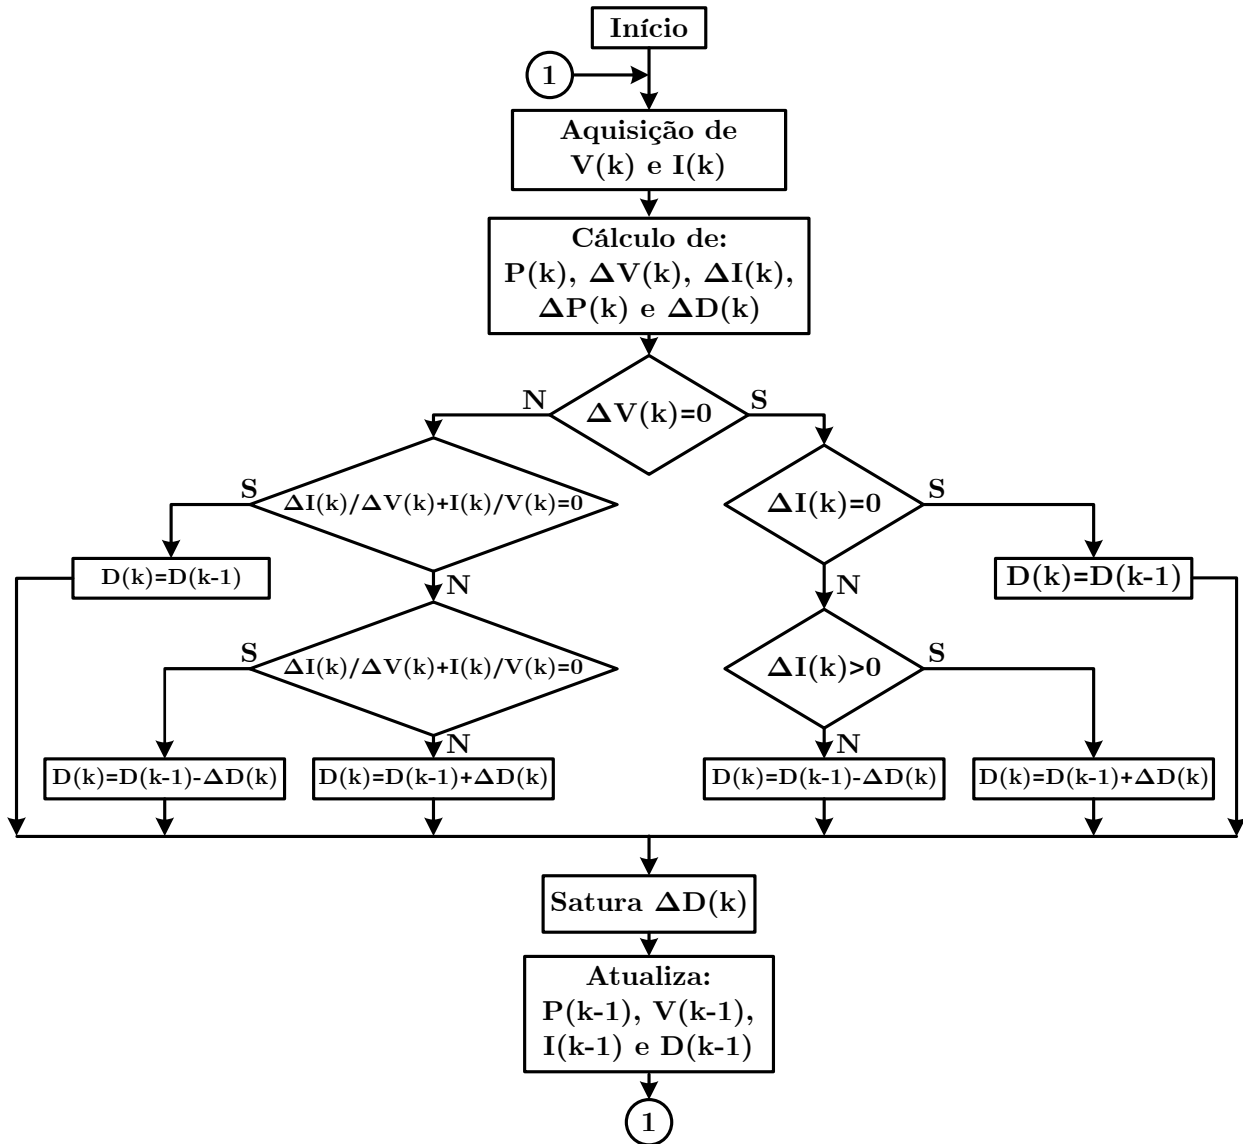 Início
1
Aquisição de
V(k) e I(k)
Cálculo de:
P(k), ΔV(k), ΔI(k),
ΔP(k) e ΔD(k)
N
ΔV(k)=0
S
S
ΔI(k)/ΔV(k)+I(k)/V(k)=0
ΔI(k)=0
S
D(k)=D(k-1)
N
N
D(k)=D(k-1)
S
ΔI(k)/ΔV(k)+I(k)/V(k)=0
ΔI(k)>0
S
N
N
D(k)=D(k-1)-ΔD(k)
D(k)=D(k-1)+ΔD(k)
D(k)=D(k-1)-ΔD(k)
D(k)=D(k-1)+ΔD(k)
Satura ΔD(k)
Atualiza:
P(k-1), V(k-1),
I(k-1) e D(k-1)
1